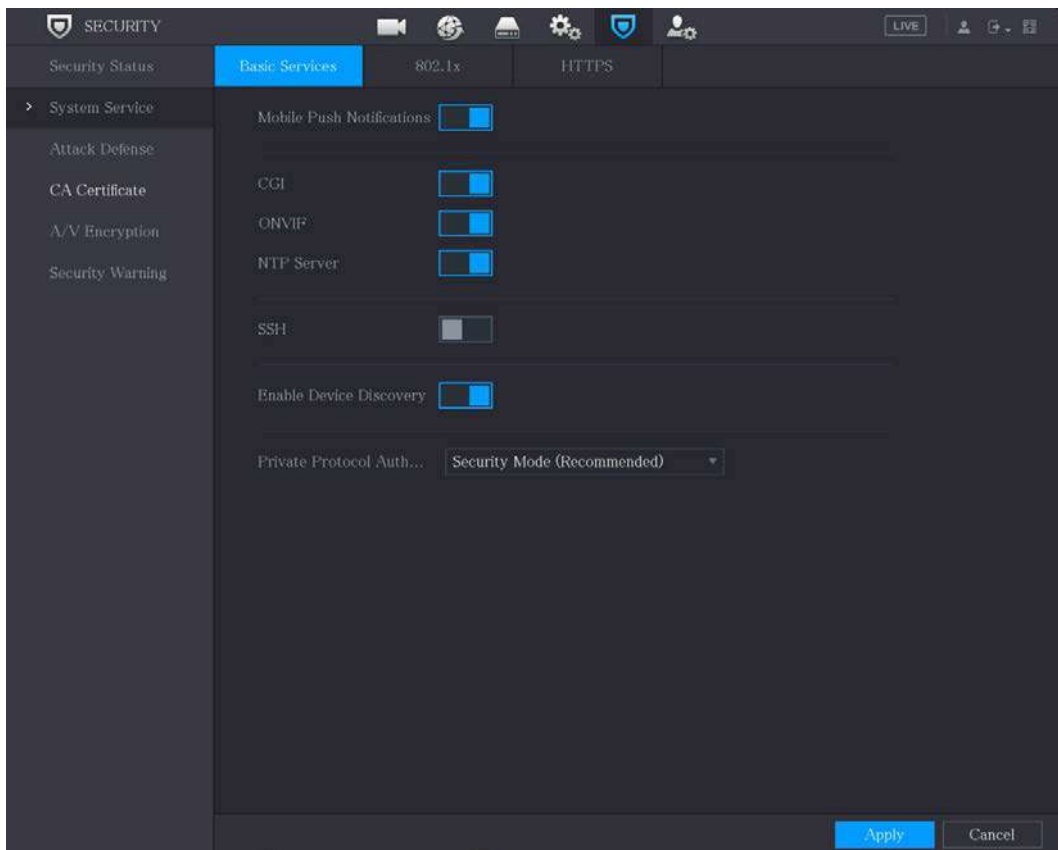 SECURITY
LIVE
Security Status
Basic Services
802.1x
HTTPS
System Service
Mobile Push Notifications
Attack Defense
CGI
CA Certificate
ONVIF
A/V Encryption
NTP Server
Security Warning
SSH
Enable Device Discovery
Private Protocol Auth...
Security Mode (Recommended)
Apply
Cancel